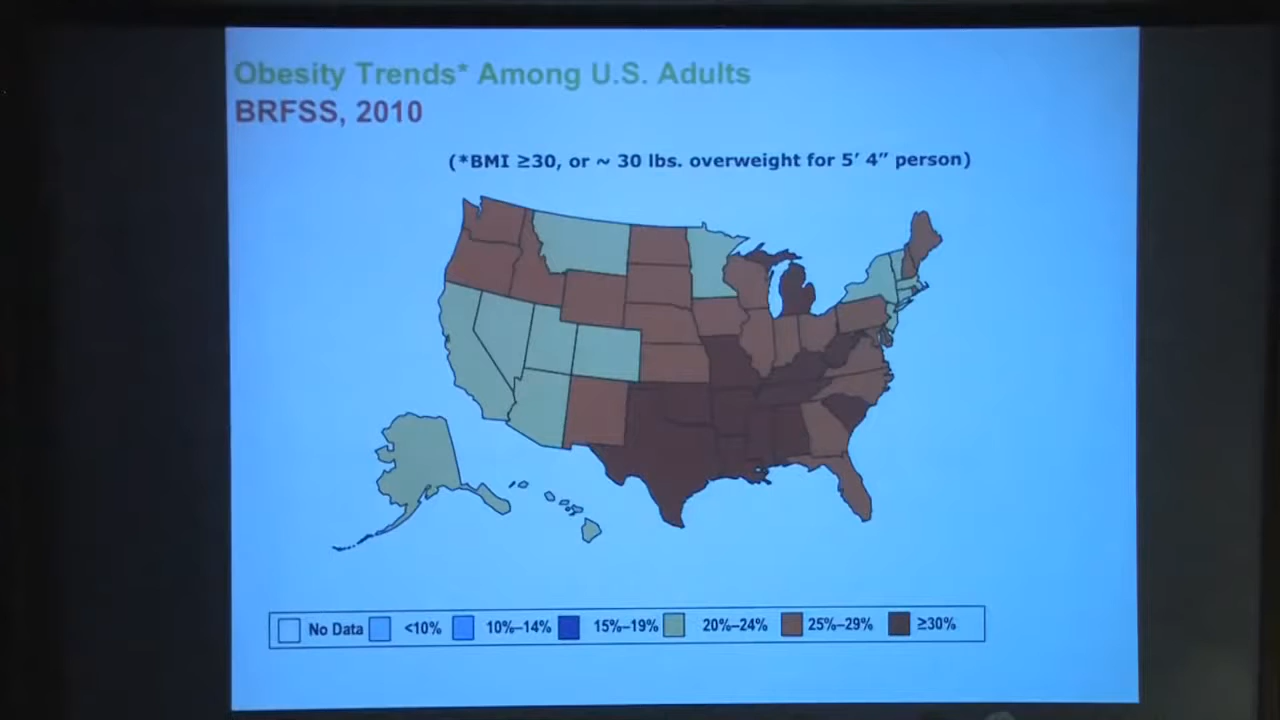 Obesity Trends* Among U.S. Adults
BRFSS, 2010
(*BMI ≥30, or ~ 30 lbs. overweight for 5′ 4″ person)
No Data <10% 10%–14% 15%–19% 20%–24% 25%–29% ≥30%